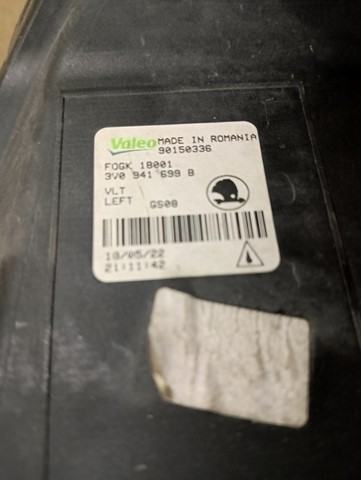 Valeo MADE IN ROMANIA
90150336
FOGK 18001
3V0 941 699 B
VLT
LEFT GS08
18/05/22
21:11:42